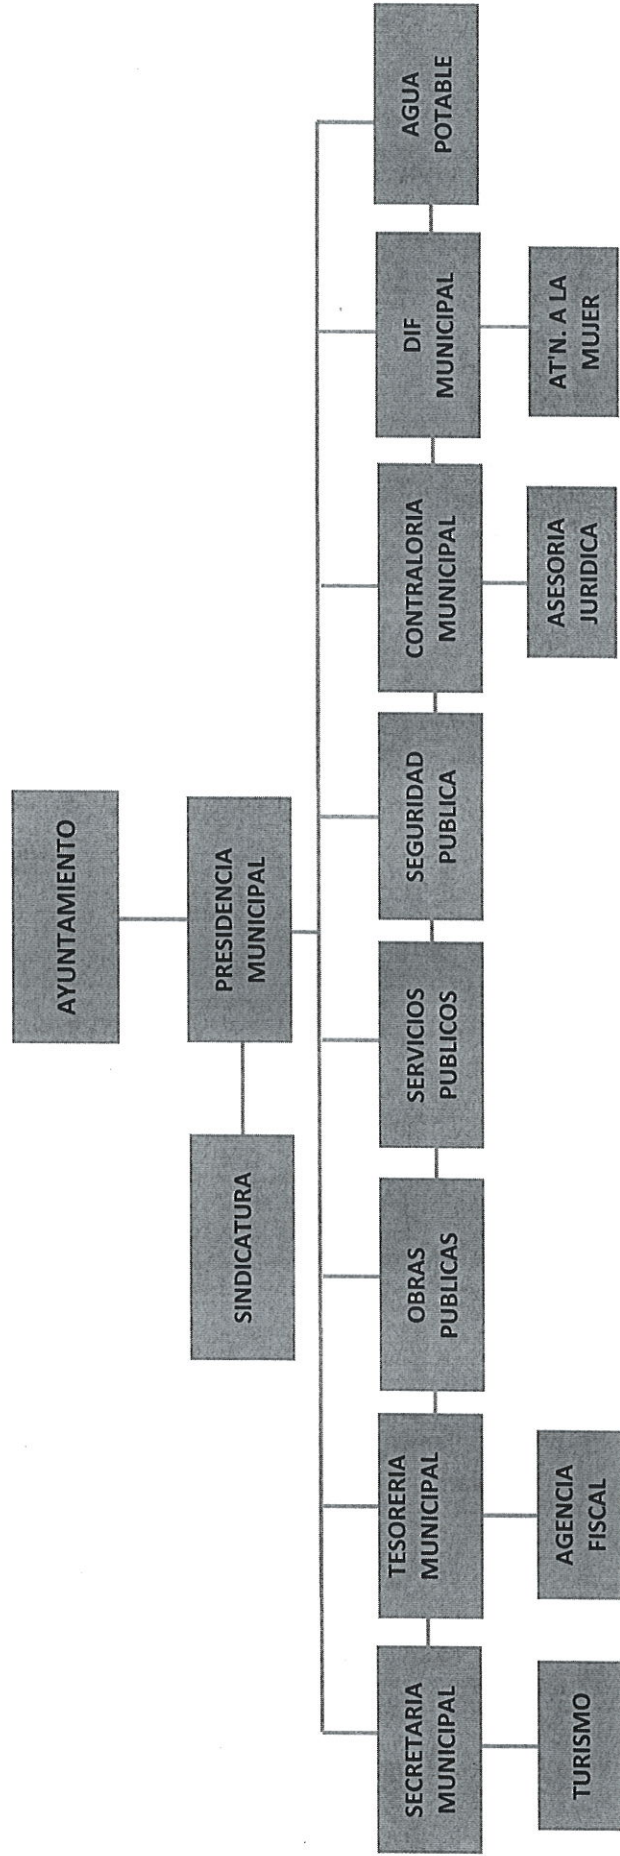 AYUNTAMIENTO
SINDICATURA
PRESIDENCIA
MUNICIPAL
SECRETARIA
MUNICIPAL
TESORERIA
MUNICIPAL
OBRAS
PUBLICAS
SERVICIOS
PUBLICOS
SEGURIDAD
PUBLICA
CONTRALORIA
MUNICIPAL
DIF
MUNICIPAL
AGUA
POTABLE
TURISMO
AGENCIA
FISCAL
ASESORIA
JURIDICA
AT'N. A LA
MUJER